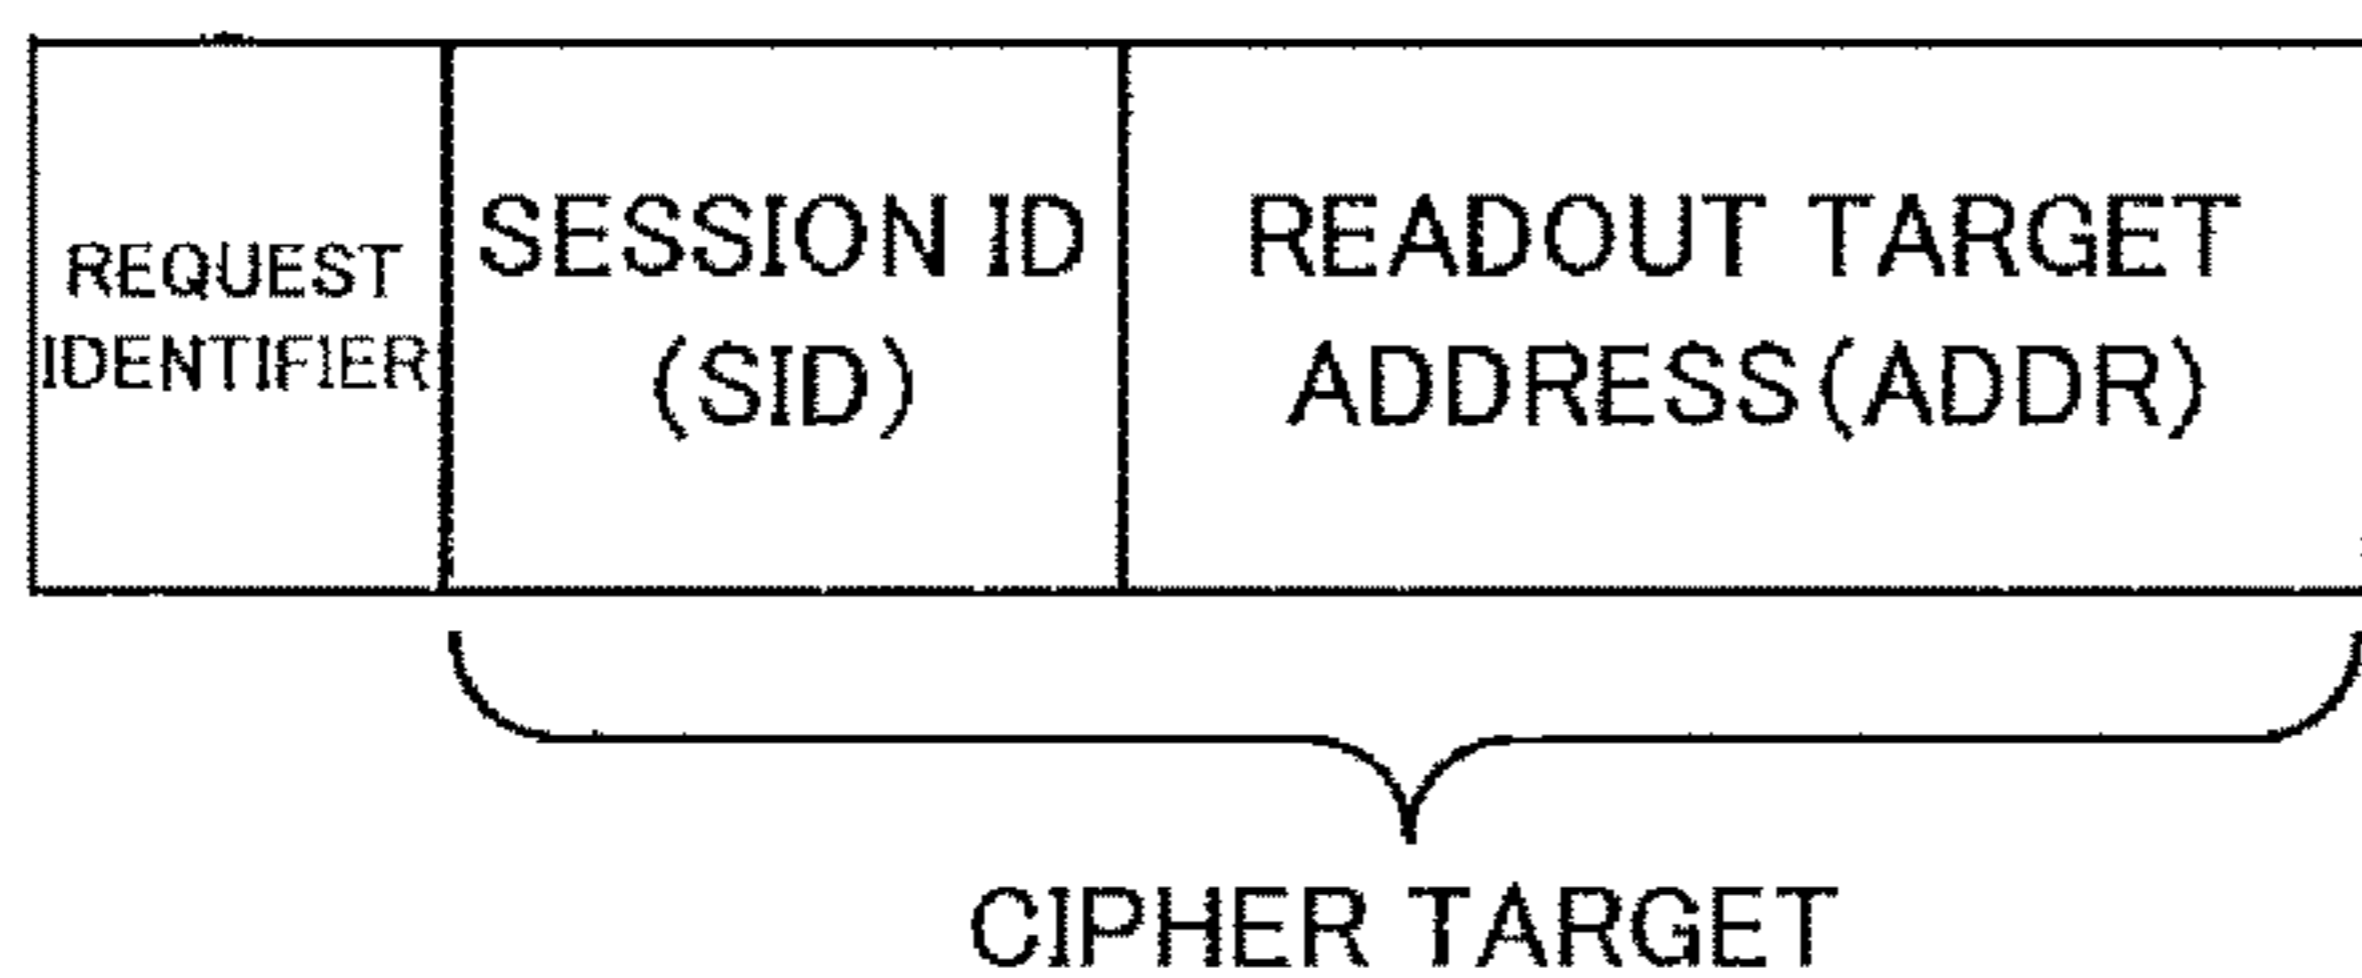 REQUEST
IDENTIFIER
SESSION ID
(SID)
READOUT TARGET
ADDRESS(ADDR)
CIPHER TARGET